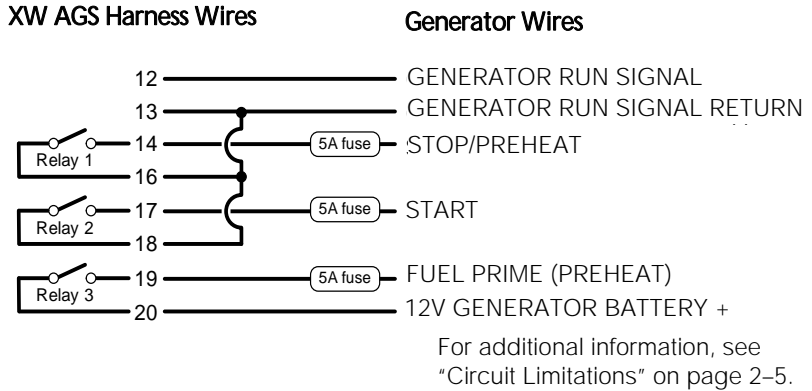 XW AGS Harness Wires
Generator Wires
12 GENERATOR RUN SIGNAL
13 GENERATOR RUN SIGNAL RETURN
14 5A fuse STOP/PREHEAT
Relay 1
16
17 5A fuse START
Relay 2
18
19 5A fuse FUEL PRIME (PREHEAT)
Relay 3
20 12V GENERATOR BATTERY +
For additional information, see
“Circuit Limitations” on page 2–5.